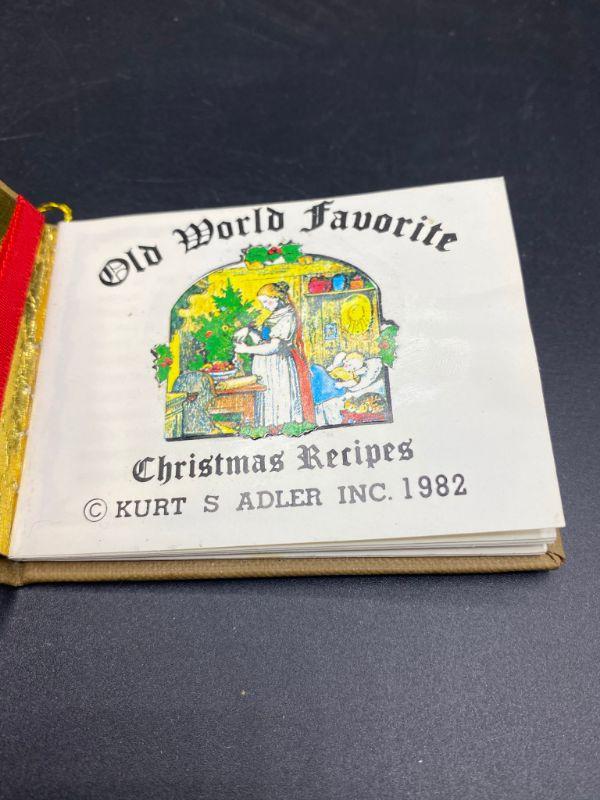 Old World Favorite
Christmas Recipes
© KURT S ADLER INC. 1982